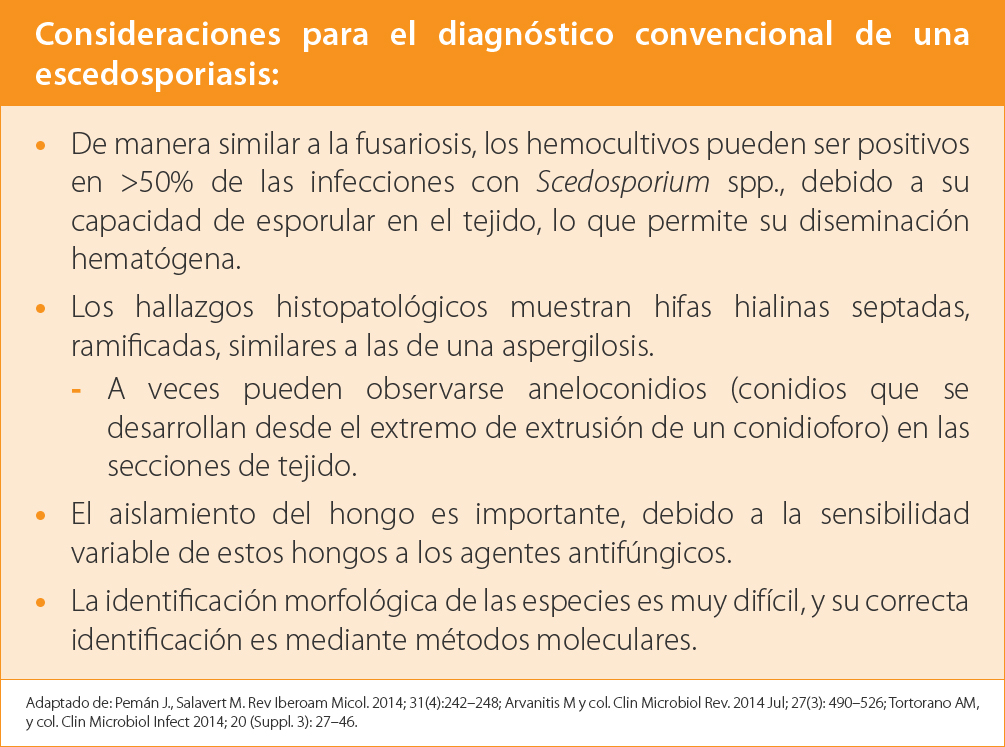 Consideraciones para el diagnóstico convencional de una
escedosporiasis:
• De manera similar a la fusariosis, los hemocultivos pueden ser positivos
en >50% de las infecciones con Scedosporium spp., debido a su
capacidad de esporular en el tejido, lo que permite su diseminación
hematógena.
• Los hallazgos histopatológicos muestran hifas hialinas septadas,
ramificadas, similares a las de una aspergilosis.
- A veces pueden observarse aneloconidios (conidios que se
desarrollan desde el extremo de extrusión de un conidioforo) en las
secciones de tejido.
• El aislamiento del hongo es importante, debido a la sensibilidad
variable de estos hongos a los agentes antifúngicos.
• La identificación morfológica de las especies es muy difícil, y su correcta
identificación es mediante métodos moleculares.
Adaptado de: Pemán J., Salavert M. Rev Iberoam Micol. 2014; 31(4):242–248; Arvanitis M y col. Clin Microbiol Rev. 2014 Jul; 27(3): 490–526; Tortorano AM,
y col. Clin Microbiol Infect 2014; 20 (Suppl. 3): 27–46.